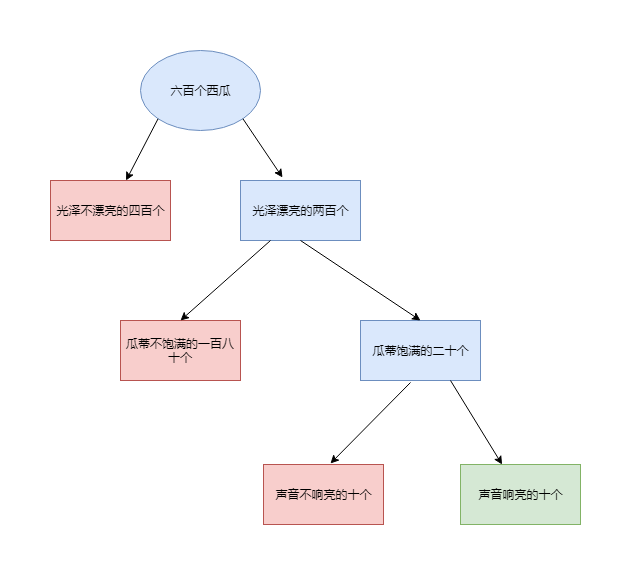 六百个西瓜
光泽不漂亮的四百个
光泽漂亮的两百个
瓜蒂不饱满的一百八
十个
瓜蒂饱满的二十个
声音不响亮的十个
声音响亮的十个